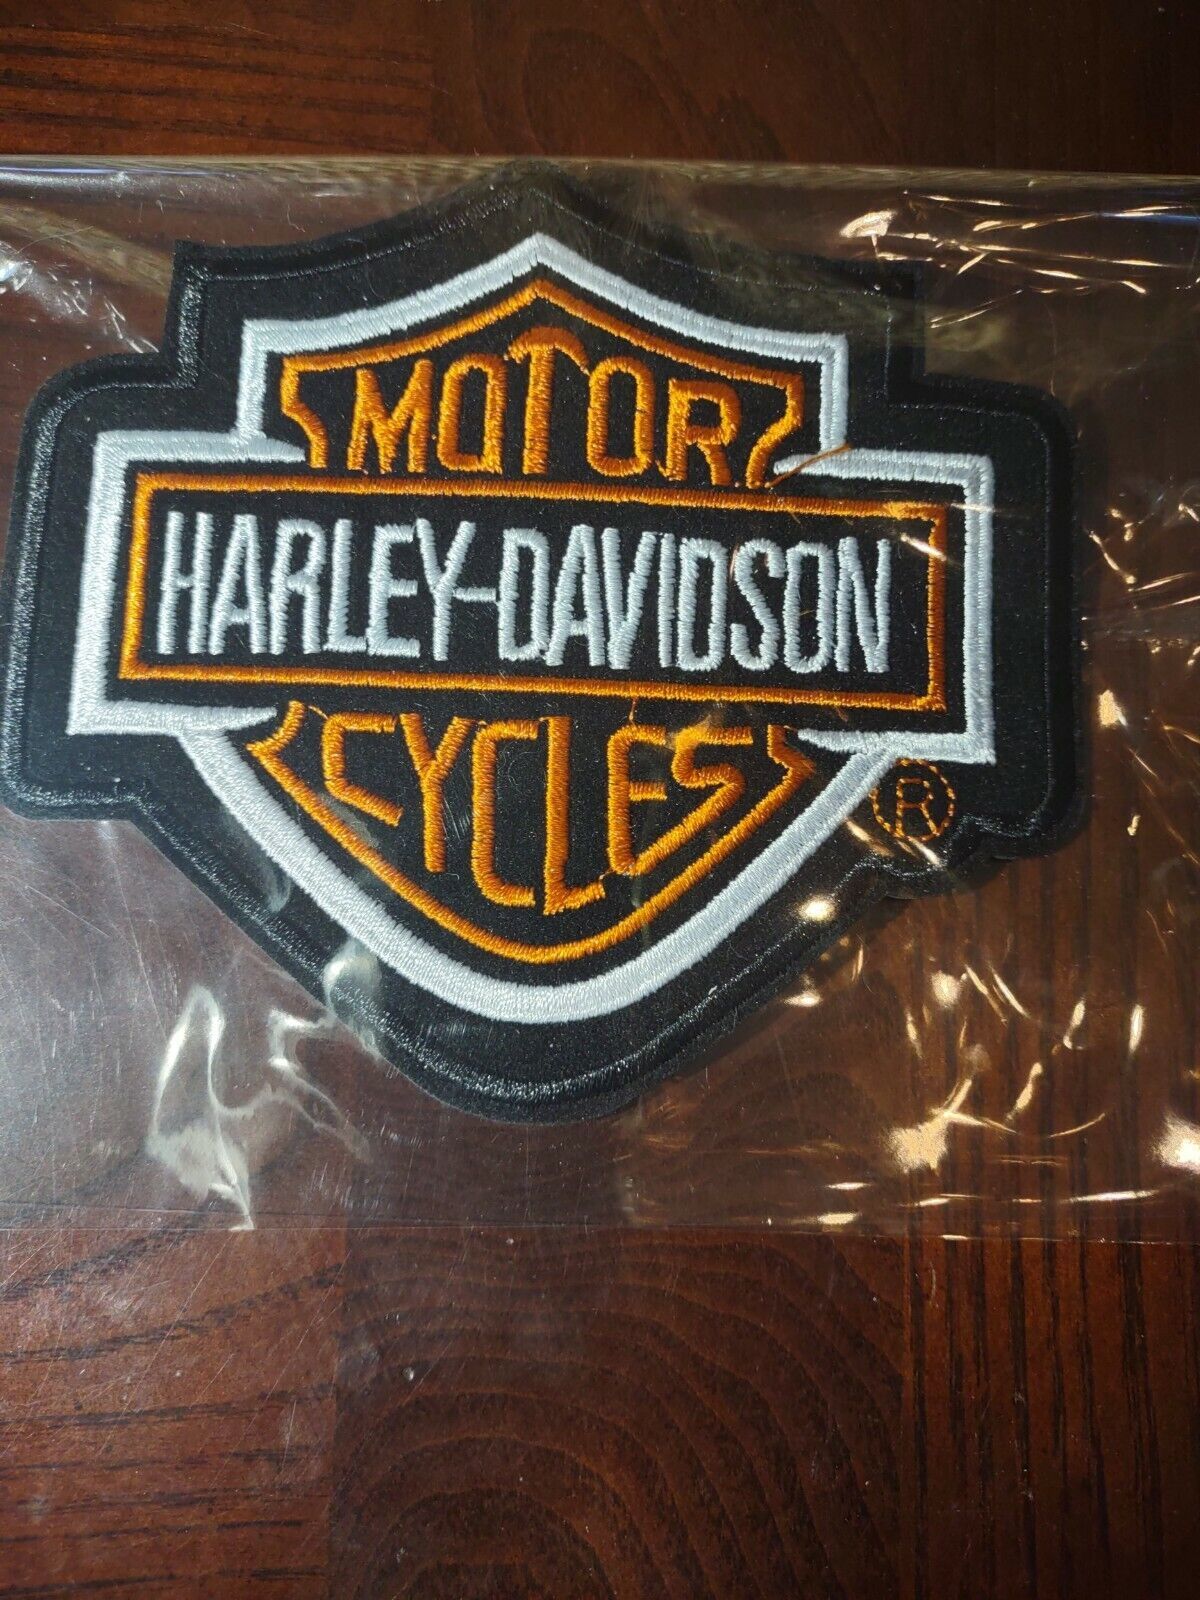 MOTOR
HARLEY-DAVIDSON
CYCLES
®